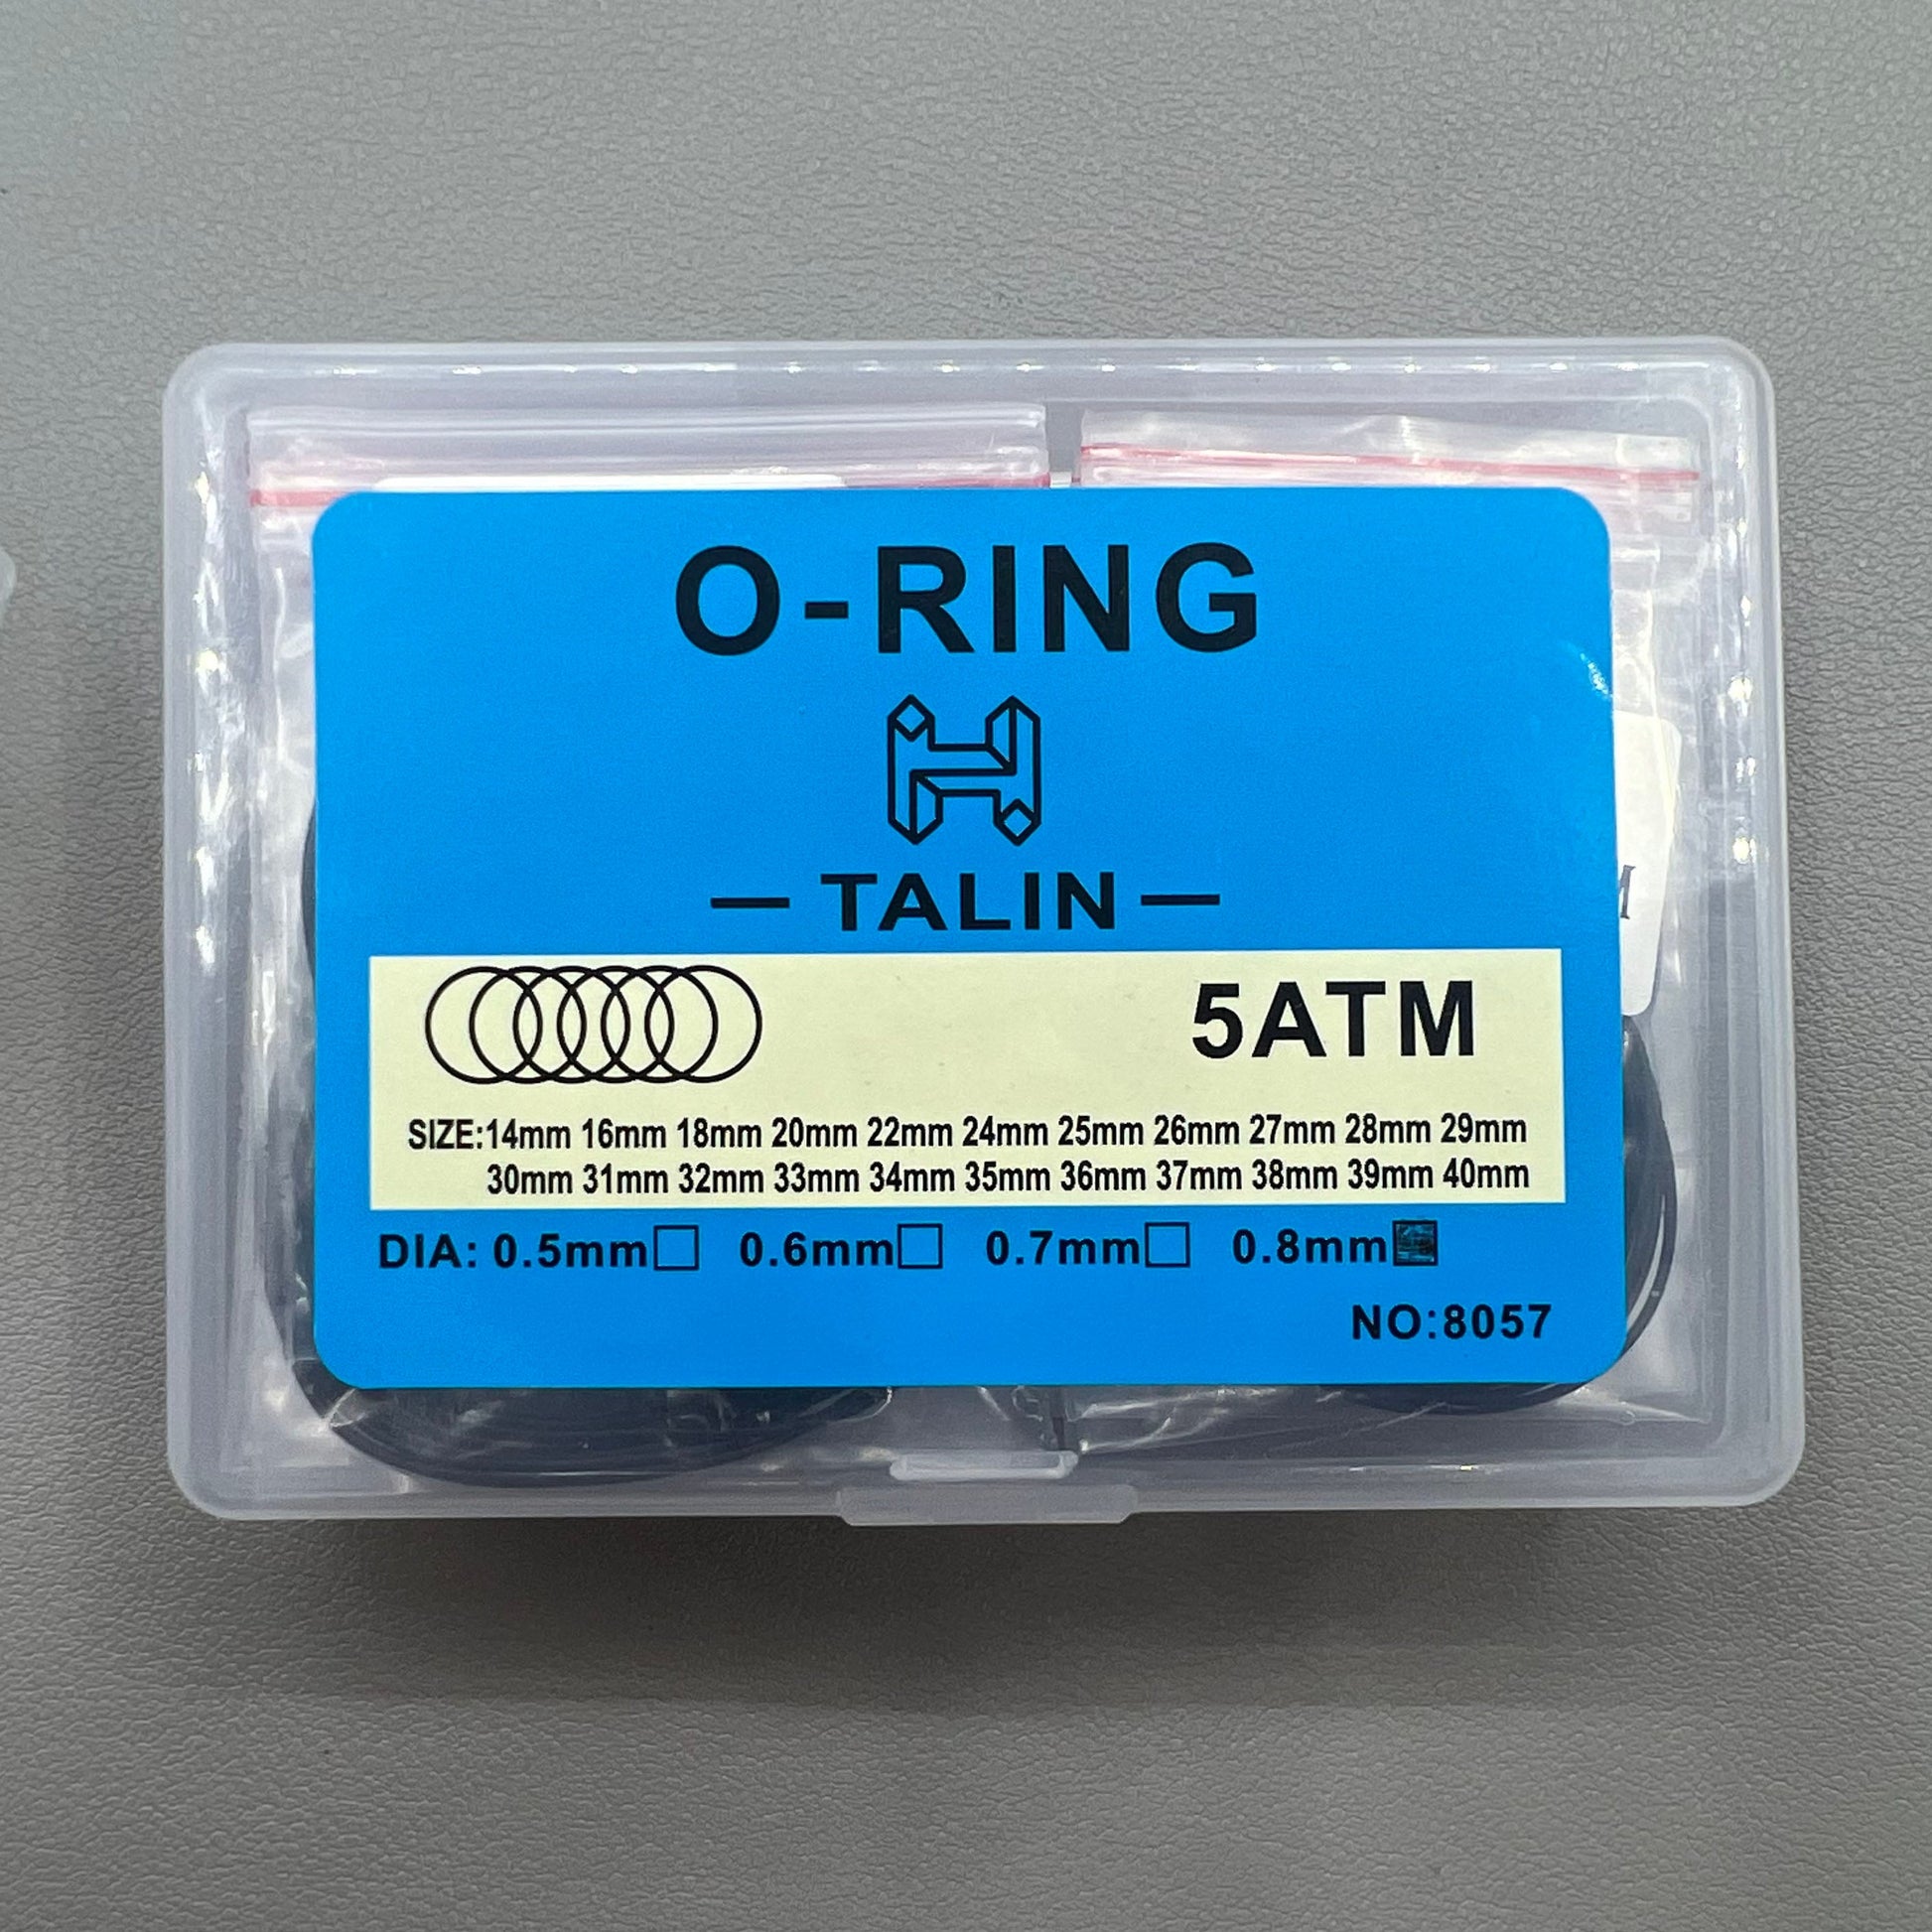 O-RING
— TALIN —
5ATM
SIZE:14mm 16mm 18mm 20mm 22mm 24mm 25mm 26mm 27mm 28mm 29mm
30mm 31mm 32mm 33mm 34mm 35mm 36mm 37mm 38mm 39mm 40mm
DIA: 0.5mm☐ 0.6mm☐ 0.7mm☐ 0.8mm■
NO:8057